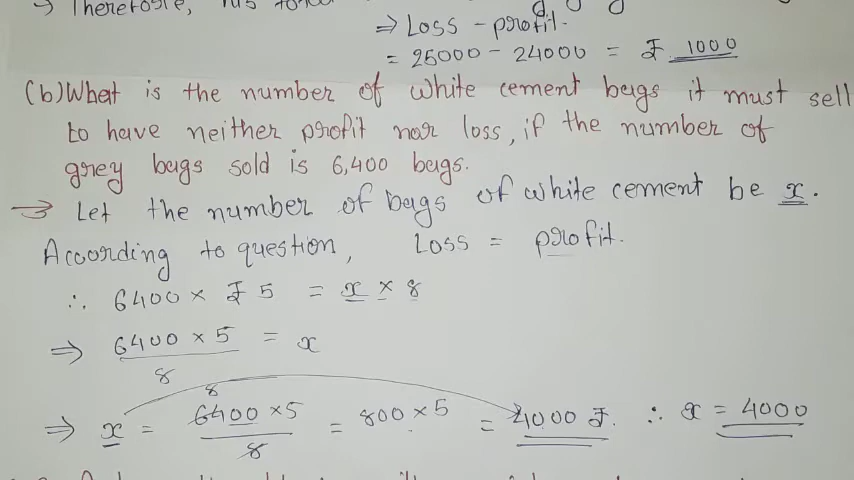 ⇒ Loss - profit.
= 25000 - 24000 = ₹ 1000
(b) What is the number of white cement bags it must sell
to have neither profit nor loss, if the number of
grey bags sold is 6,400 bags.
→ Let the number of bags of white cement be x.
According to question, Loss = profit.
∴ 6400 × ₹ 5 = x × 8
⇒ 6400 × 5 / 8 = x
⇒ x = 6400 × 5 / 8 = 800 × 5 = 4000 ₹. ∴ x = 4000